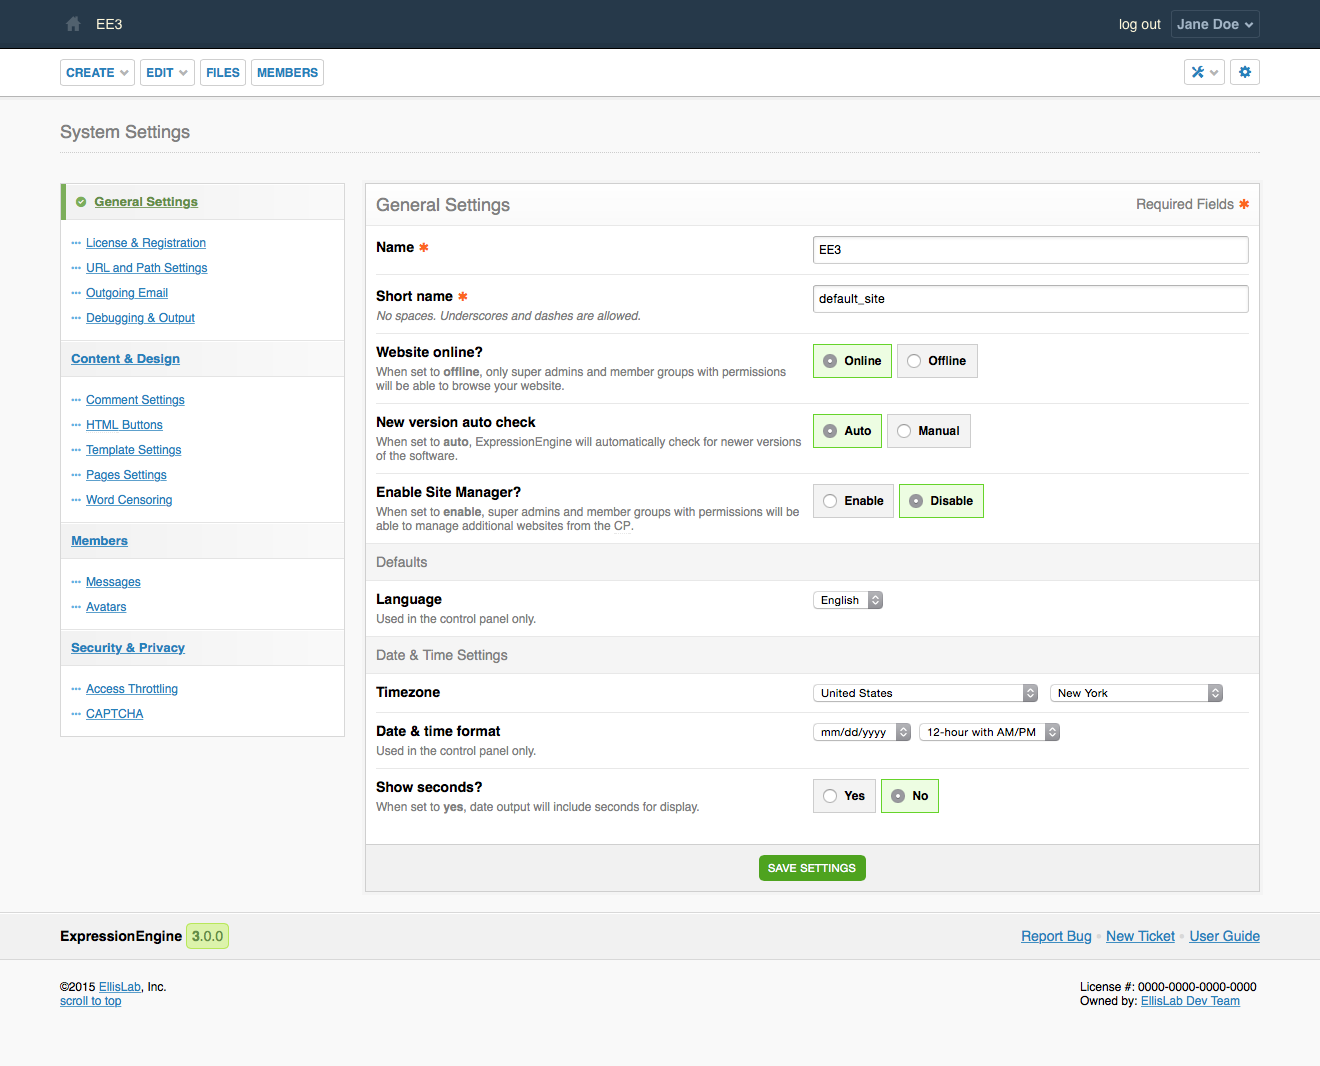 EE3
log out
Jane Doe
CREATE
EDIT
FILES
MEMBERS
System Settings
General Settings
License & Registration
URL and Path Settings
Outgoing Email
Debugging & Output
Content & Design
Comment Settings
HTML Buttons
Template Settings
Pages Settings
Word Censoring
Members
Messages
Avatars
Security & Privacy
Access Throttling
CAPTCHA
General Settings
Required Fields ✱
Name ✱
EE3
Short name ✱
No spaces. Underscores and dashes are allowed.
default_site
Website online?
When set to offline, only super admins and member groups with permissions
will be able to browse your website.
Online
Offline
New version auto check
When set to auto, ExpressionEngine will automatically check for newer versions
of the software.
Auto
Manual
Enable Site Manager?
When set to enable, super admins and member groups with permissions will be
able to manage additional websites from the CP.
Enable
Disable
Defaults
Language
Used in the control panel only.
English
Date & Time Settings
Timezone
United States
New York
Date & time format
Used in the control panel only.
mm/dd/yyyy
12-hour with AM/PM
Show seconds?
When set to yes, date output will include seconds for display.
Yes
No
SAVE SETTINGS
ExpressionEngine 3.0.0
Report Bug • New Ticket • User Guide
©2015 EllisLab, Inc.
scroll to top
License #: 0000-0000-0000-0000
Owned by: EllisLab Dev Team